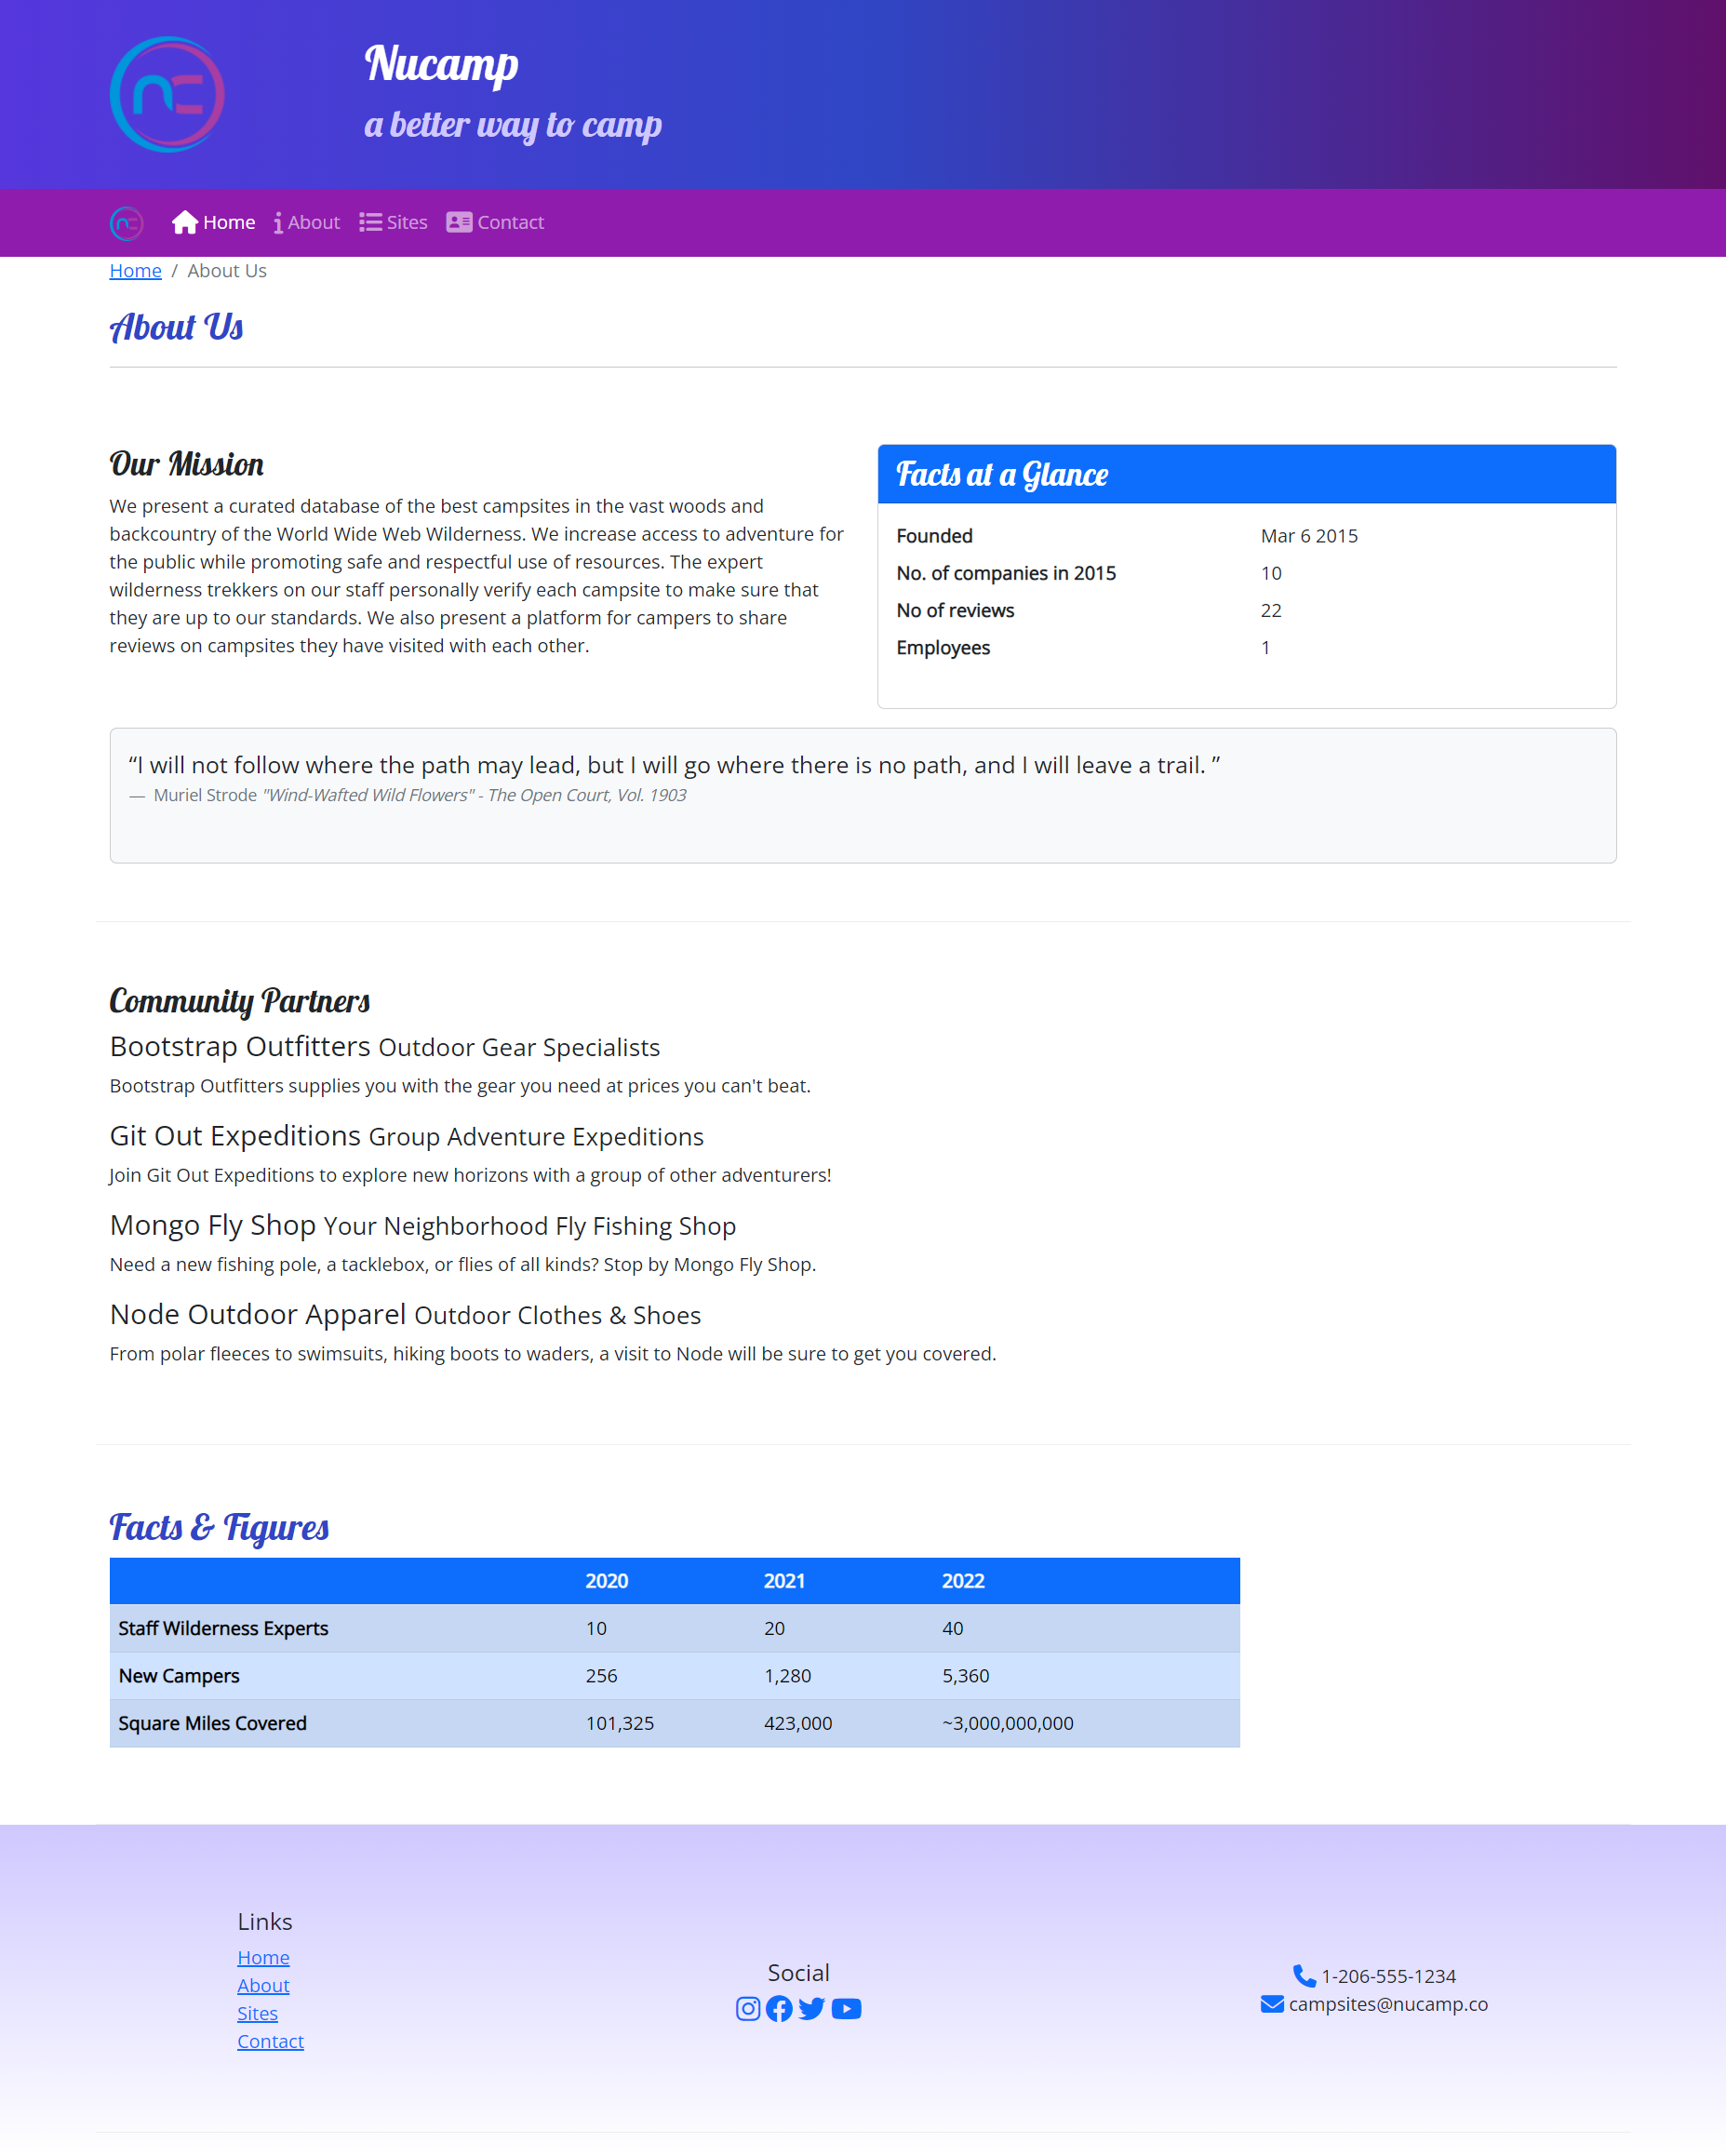 Nucamp
a better way to camp
Home About Sites Contact
Home / About Us
About Us
Our Mission
We present a curated database of the best campsites in the vast woods and
backcountry of the World Wide Web Wilderness. We increase access to adventure for
the public while promoting safe and respectful use of resources. The expert
wilderness trekkers on our staff personally verify each campsite to make sure that
they are up to our standards. We also present a platform for campers to share
reviews on campsites they have visited with each other.
Facts at a Glance
Founded Mar 6 2015
No. of companies in 2015 10
No of reviews 22
Employees 1
“I will not follow where the path may lead, but I will go where there is no path, and I will leave a trail. ”
— Muriel Strode "Wind-Wafted Wild Flowers" - The Open Court, Vol. 1903
Community Partners
Bootstrap Outfitters Outdoor Gear Specialists
Bootstrap Outfitters supplies you with the gear you need at prices you can't beat.
Git Out Expeditions Group Adventure Expeditions
Join Git Out Expeditions to explore new horizons with a group of other adventurers!
Mongo Fly Shop Your Neighborhood Fly Fishing Shop
Need a new fishing pole, a tacklebox, or flies of all kinds? Stop by Mongo Fly Shop.
Node Outdoor Apparel Outdoor Clothes & Shoes
From polar fleeces to swimsuits, hiking boots to waders, a visit to Node will be sure to get you covered.
Facts & Figures
2020 2021 2022
Staff Wilderness Experts 10 20 40
New Campers 256 1,280 5,360
Square Miles Covered 101,325 423,000 ~3,000,000,000
Links
Home
About
Sites
Contact
Social
1-206-555-1234
campsites@nucamp.co